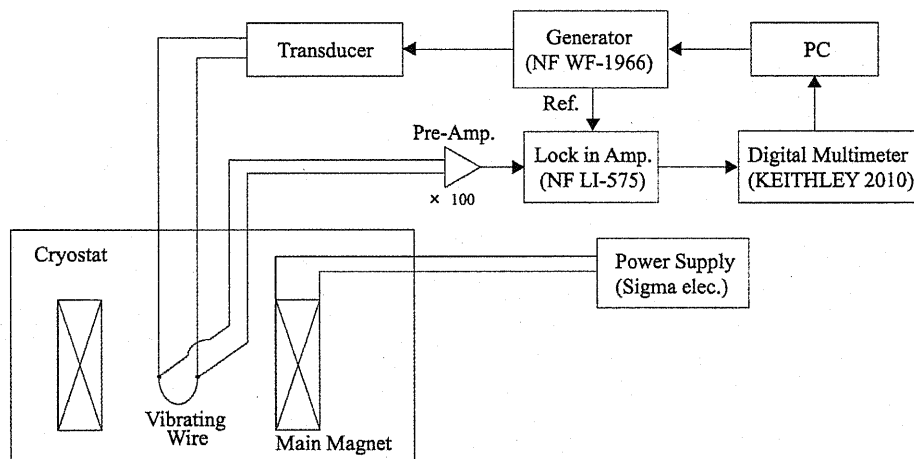 Transducer
Generator
(NF WF-1966)
PC
Ref.
Pre-Amp.
× 100
Lock in Amp.
(NF LI-575)
Digital Multimeter
(KEITHLEY 2010)
Cryostat
Power Supply
(Sigma elec.)
Vibrating
Wire
Main Magnet